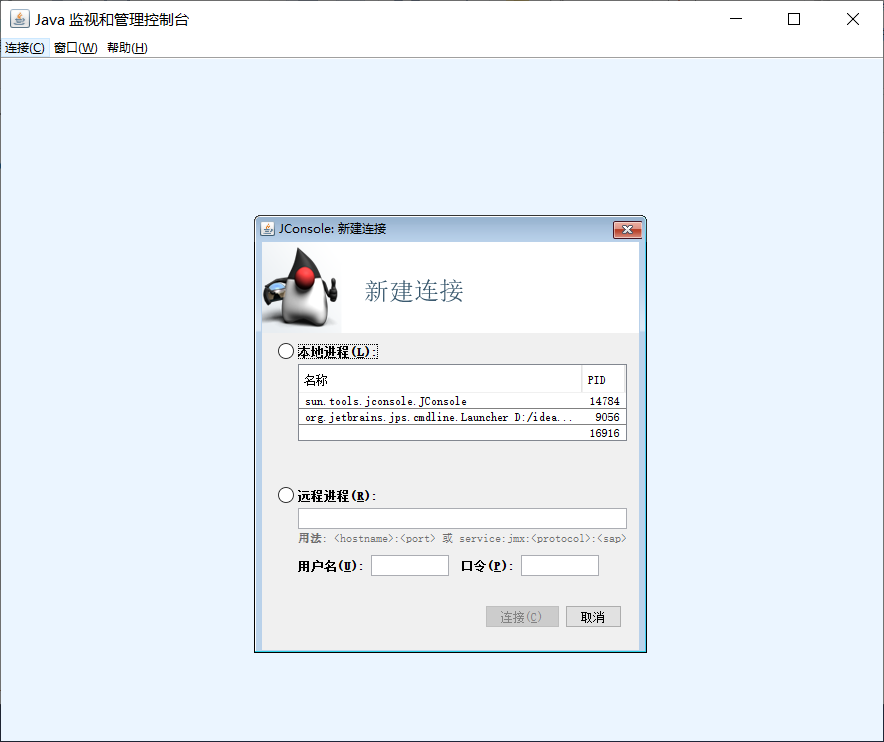 Java 监视和管理控制台
连接(C) 窗口(W) 帮助(H)
JConsole: 新建连接
新建连接
本地进程(L):
名称 PID
sun.tools.jconsole.JConsole 14784
org.jetbrains.jps.cmdline.Launcher D:/idea... 9056
16916
远程进程(R):
用法: <hostname>:<port> 或 service:jmx:<protocol>:<sap>
用户名(U): 口令(P):
连接(C) 取消